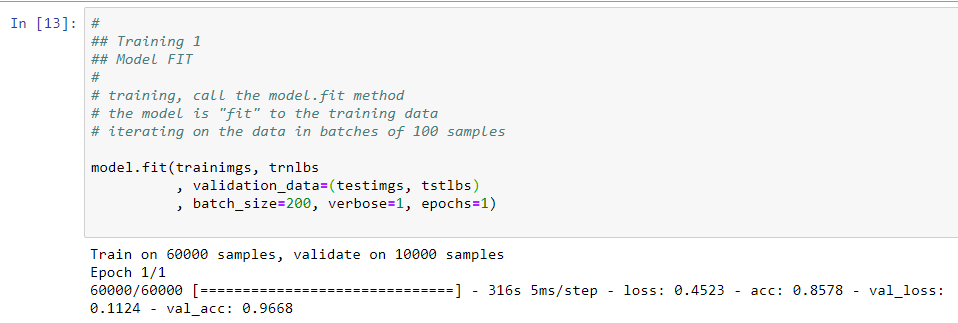 In [13]: #
## Training 1
## Model FIT
#
# training, call the model.fit method
# the model is "fit" to the training data
# iterating on the data in batches of 100 samples
model.fit(trainimgs, trnlbs
, validation_data=(testimgs, tstlbs)
, batch_size=200, verbose=1, epochs=1)
Train on 60000 samples, validate on 10000 samples
Epoch 1/1
60000/60000 [==============================] - 316s 5ms/step - loss: 0.4523 - acc: 0.8578 - val_loss:
0.1124 - val_acc: 0.9668